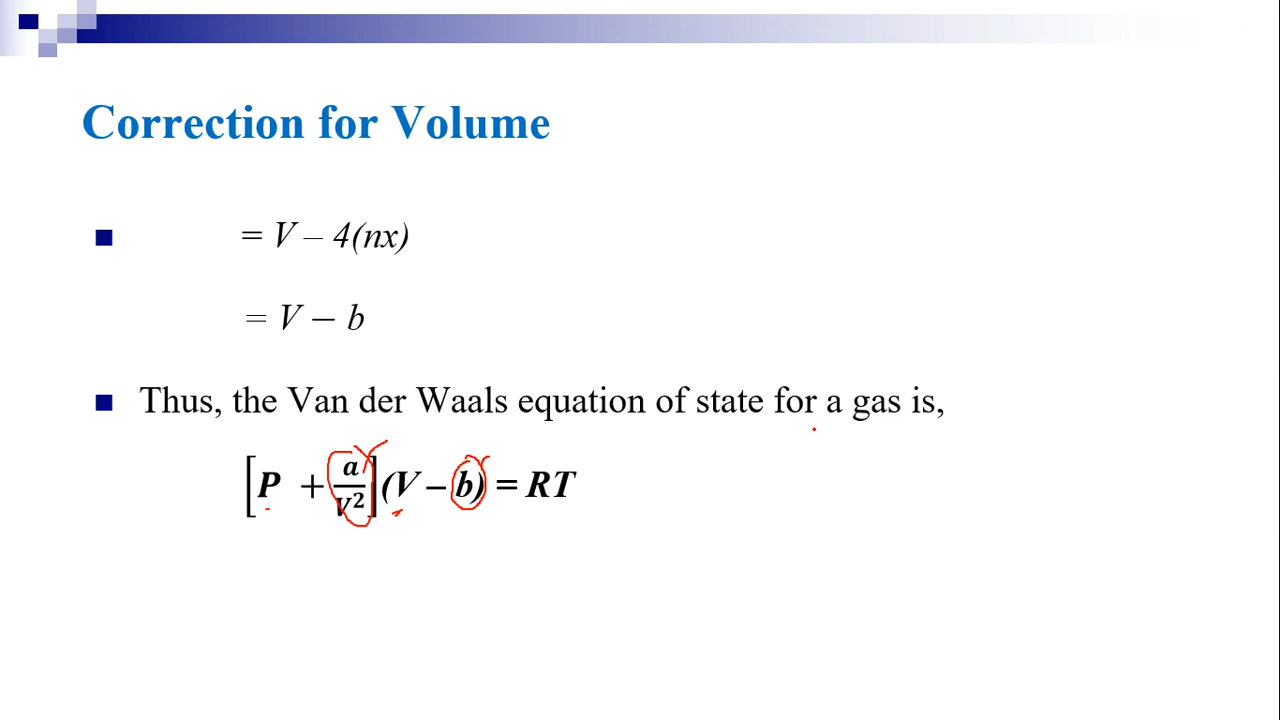 Correction for Volume
= V – 4(nx)
= V − b
Thus, the Van der Waals equation of state for a gas is,
[P + a/V²](V – b) = RT